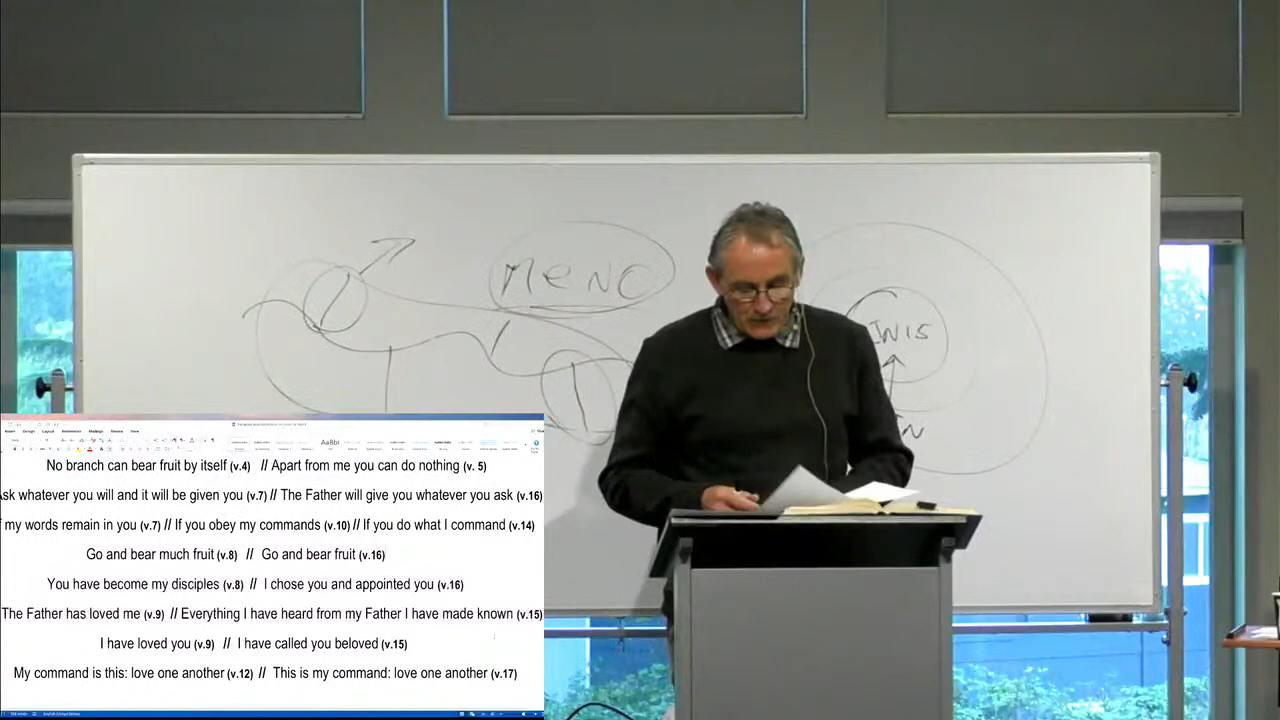 MENO
IN 15
AaBbI
No branch can bear fruit by itself (v.4) // Apart from me you can do nothing (v. 5)
sk whatever you will and it will be given you (v.7) // The Father will give you whatever you ask (v.16)
my words remain in you (v.7) // If you obey my commands (v.10) // If you do what I command (v.14)
Go and bear much fruit (v.8) // Go and bear fruit (v.16)
You have become my disciples (v.8) // I chose you and appointed you (v.16)
The Father has loved me (v.9) // Everything I have heard from my Father I have made known (v.15)
I have loved you (v.9) // I have called you beloved (v.15)
My command is this: love one another (v.12) // This is my command: love one another (v.17)